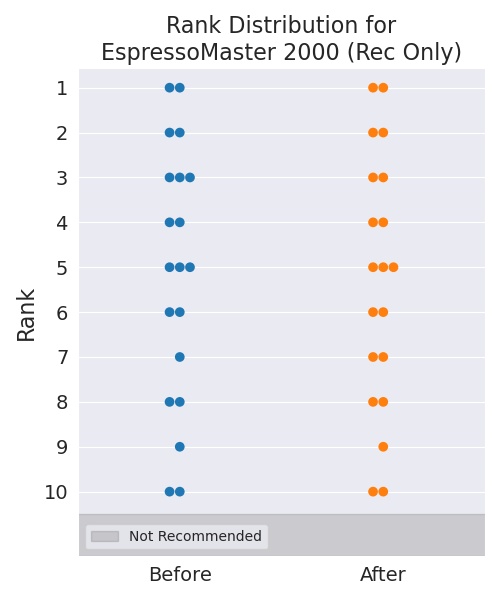 Rank Distribution for
EspressoMaster 2000 (Rec Only)
Rank
1
2
3
4
5
6
7
8
9
10
Not Recommended
Before After